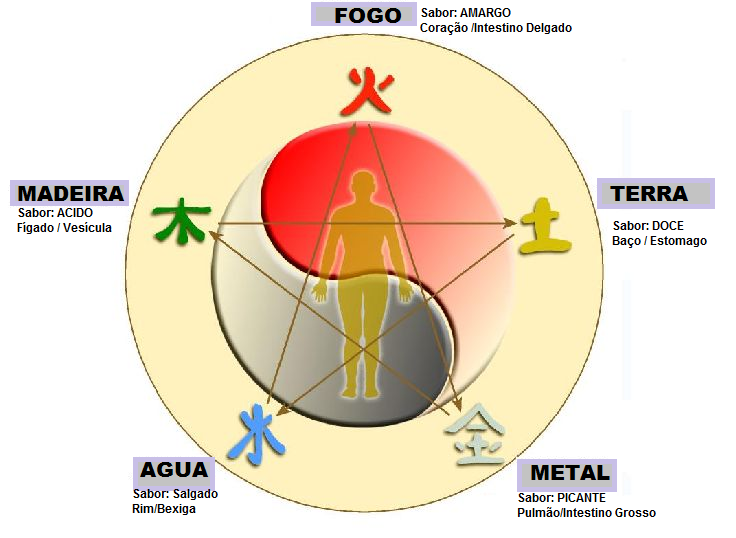 FOGO
Sabor: AMARGO
Coração /Intestino Delgado
火
MADEIRA
Sabor: ACIDO
Fígado / Vesícula
木
TERRA
Sabor: DOCE
Baço / Estomago
土
水
金
AGUA
Sabor: Salgado
Rim/Bexiga
METAL
Sabor: PICANTE
Pulmão/Intestino Grosso